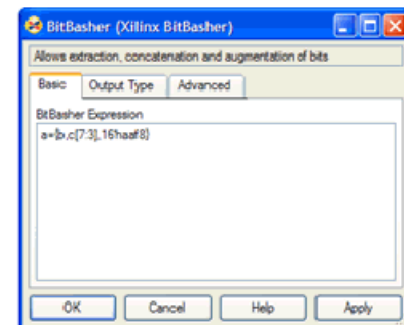 BitBasher (Xilinx BitBasher)
Allows extraction, concatenation and augmentation of bits
Basic Output Type Advanced
BitBasher Expression
a={b,c[7:3],16'haaf8}
OK Cancel Help Apply